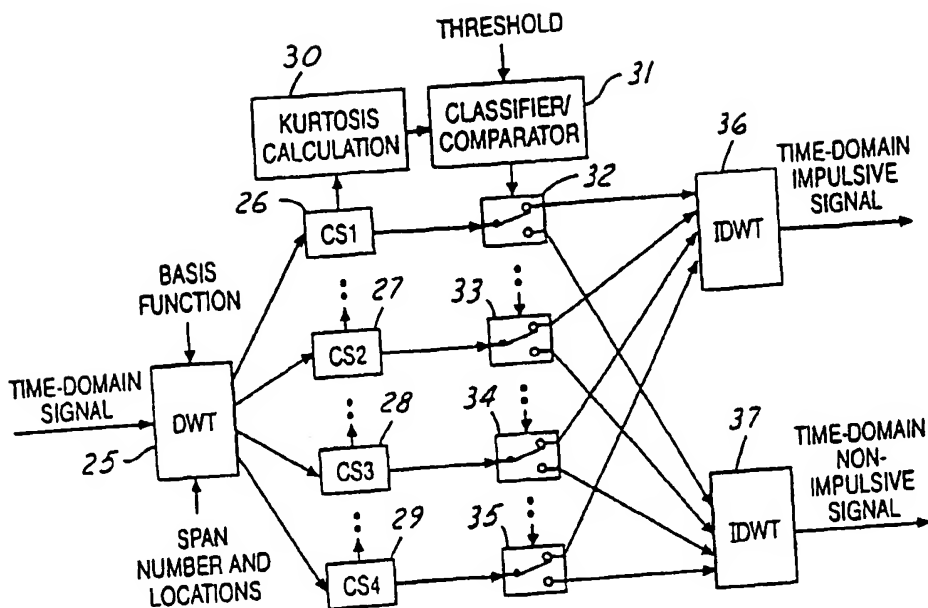 THRESHOLD
30
31
KURTOSIS
CALCULATION
CLASSIFIER/
COMPARATOR
36
TIME-DOMAIN
IMPULSIVE
SIGNAL
26
32
CS1
IDWT
BASIS
FUNCTION
27
33
CS2
TIME-DOMAIN
SIGNAL
DWT
25
28
34
CS3
37
TIME-DOMAIN
NON-
IMPULSIVE
SIGNAL
IDWT
29
35
CS4
SPAN
NUMBER AND
LOCATIONS